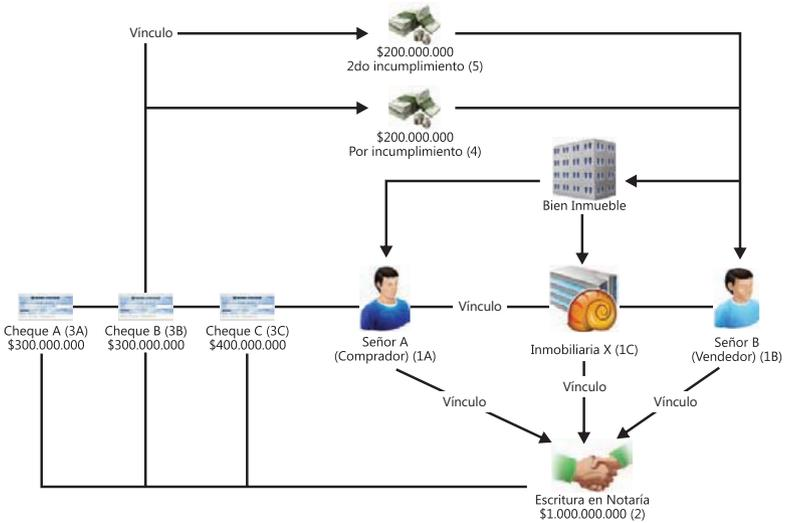 Vínculo
$200.000.000
2do incumplimiento (5)
$200.000.000
Por incumplimiento (4)
Bien Inmueble
Vínculo
Cheque A (3A)
$300.000.000
Cheque B (3B)
$300.000.000
Cheque C (3C)
$400.000.000
Señor A
(Comprador) (1A)
Inmobiliaria X (1C)
Señor B
(Vendedor) (1B)
Vínculo
Vínculo
Vínculo
Escritura en Notaría
$1.000.000.000 (2)